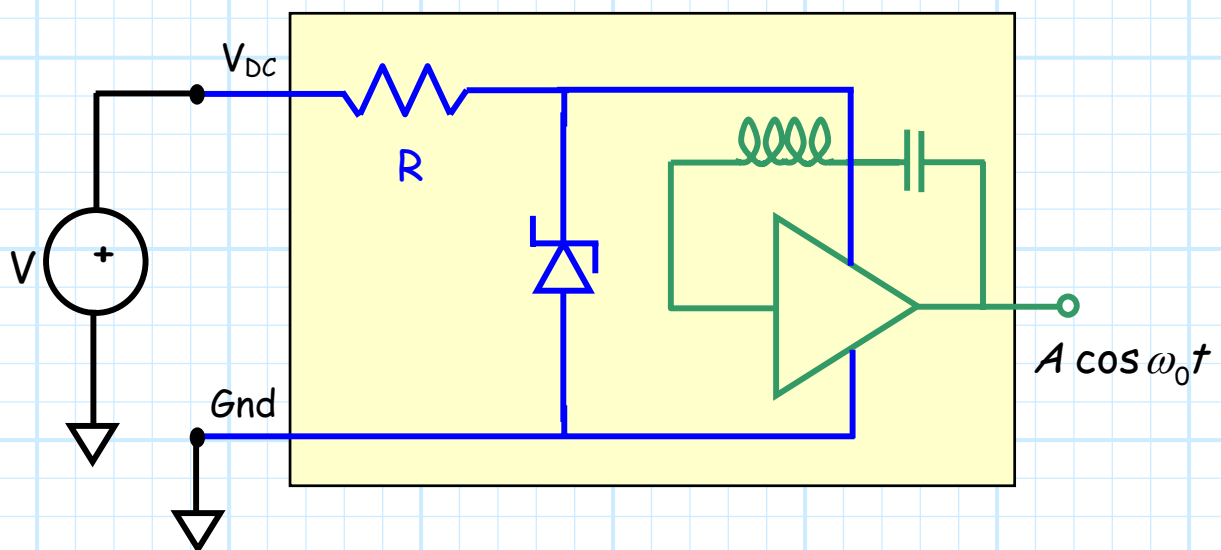 V_DC
R
+
V
Gnd
A cos ω₀t